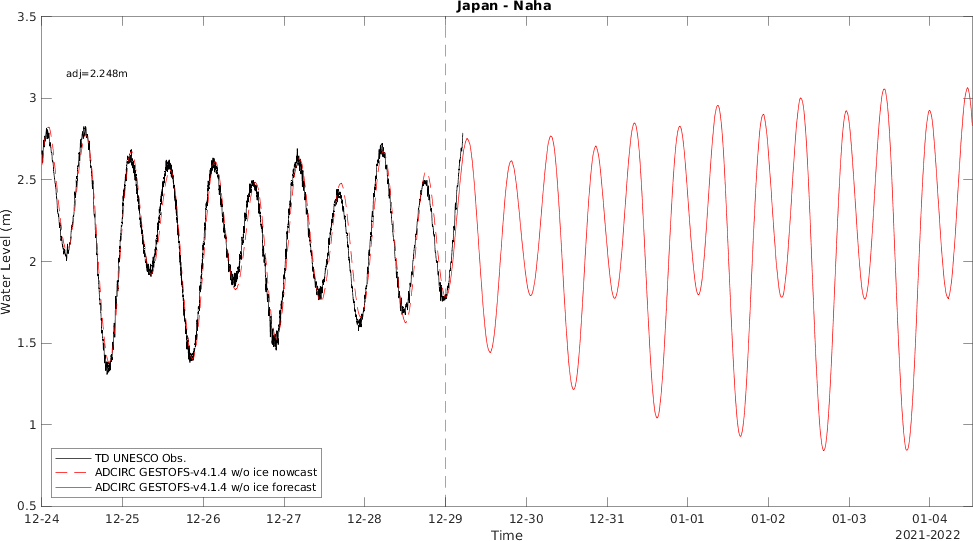 Japan - Naha
3.5
3
2.5
2
1.5
1
0.5
Water Level (m)
adj=2.248m
TD UNESCO Obs.
ADCIRC GESTOFS-v4.1.4 w/o ice nowcast
ADCIRC GESTOFS-v4.1.4 w/o ice forecast
12-24 12-25 12-26 12-27 12-28 12-29 12-30 12-31 01-01 01-02 01-03 01-04
Time
2021-2022